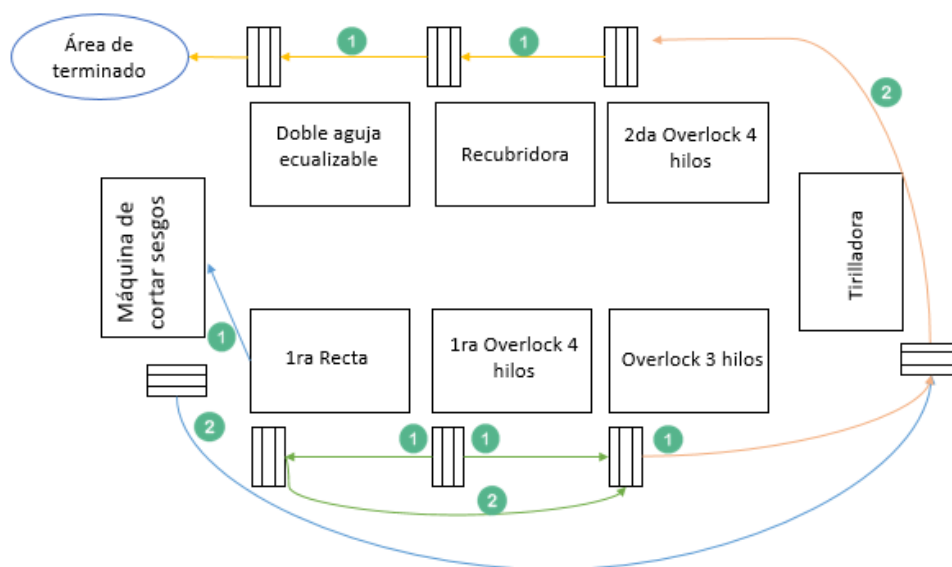 Área de
terminado
1
1
2
Doble aguja
ecualizable
Recubridora
2da Overlock 4
hilos
Máquina de
cortar sesgos
Tirilladora
1
1ra Recta
1ra Overlock 4
hilos
Overlock 3 hilos
2
1
1
1
2